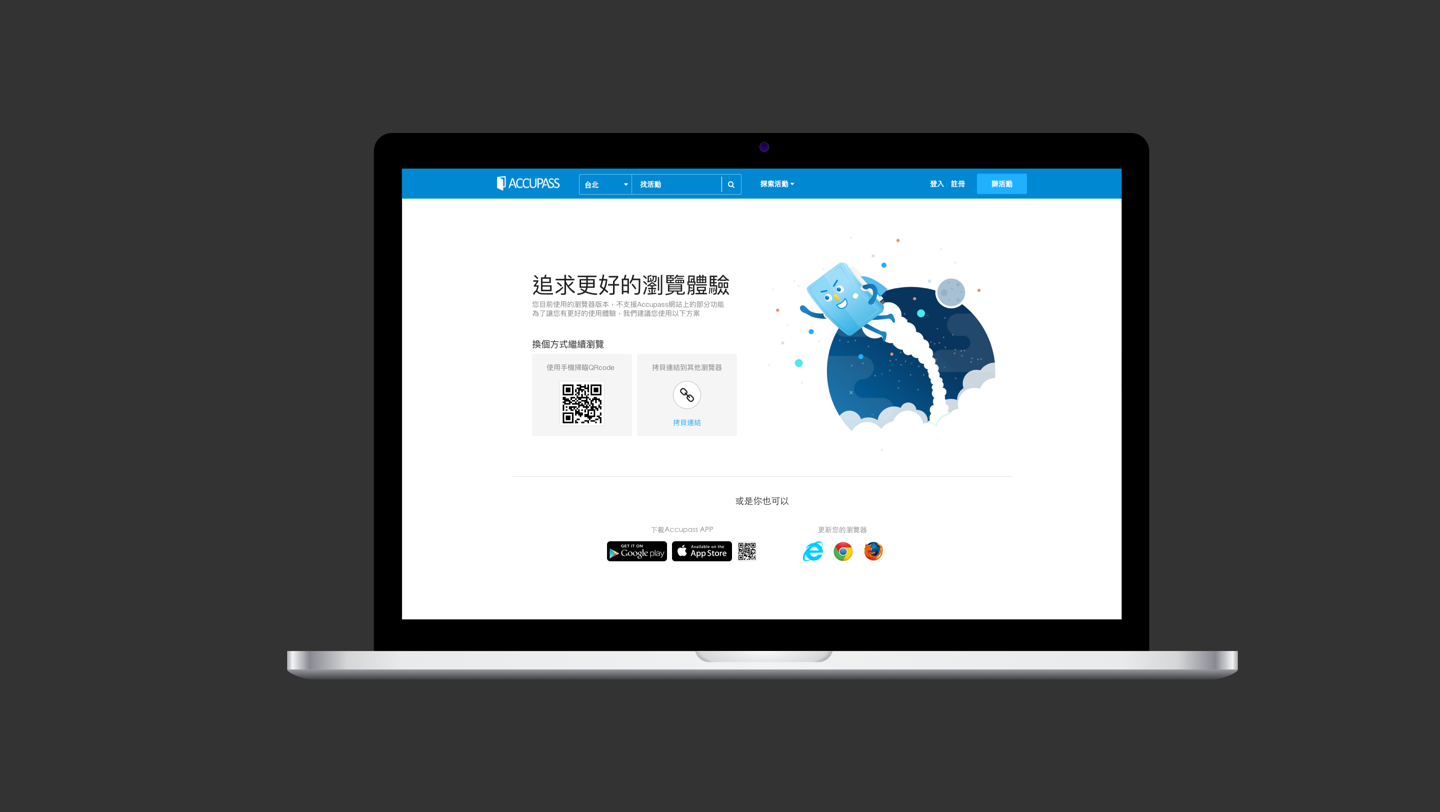 ACCUPASS
台北
找活動
探索活動
登入
註冊
辦活動
追求更好的瀏覽體驗
您目前使用的瀏覽器版本，不支援Accupass網站上的部分功能
為了讓您有更好的使用體驗，我們建議您使用以下方案
換個方式繼續瀏覽
使用手機掃瞄QRcode
拷貝連結到其他瀏覽器
拷貝連結
或是你也可以
下載Accupass APP
更新您的瀏覽器
GET IT ON
Google play
Available on the
App Store